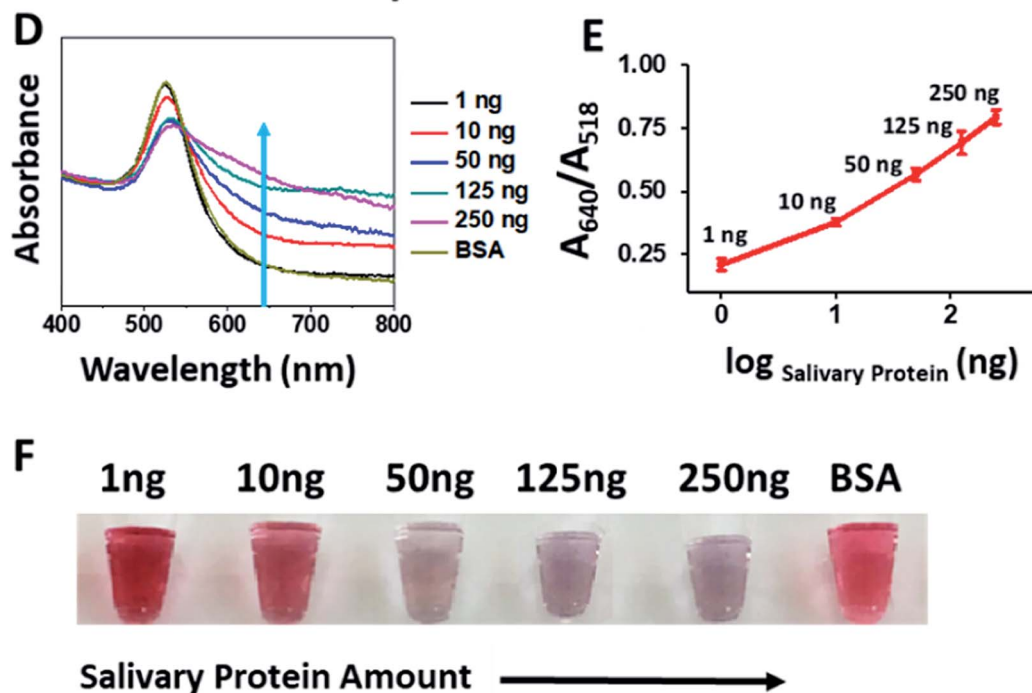 D
Absorbance
400 500 600 700 800
Wavelength (nm)
1 ng
10 ng
50 ng
125 ng
250 ng
BSA
E
A640/A518
1.00
0.75
0.50
0.25
0 1 2
1 ng
10 ng
50 ng
125 ng
250 ng
log Salivary Protein (ng)
F
1ng 10ng 50ng 125ng 250ng BSA
Salivary Protein Amount